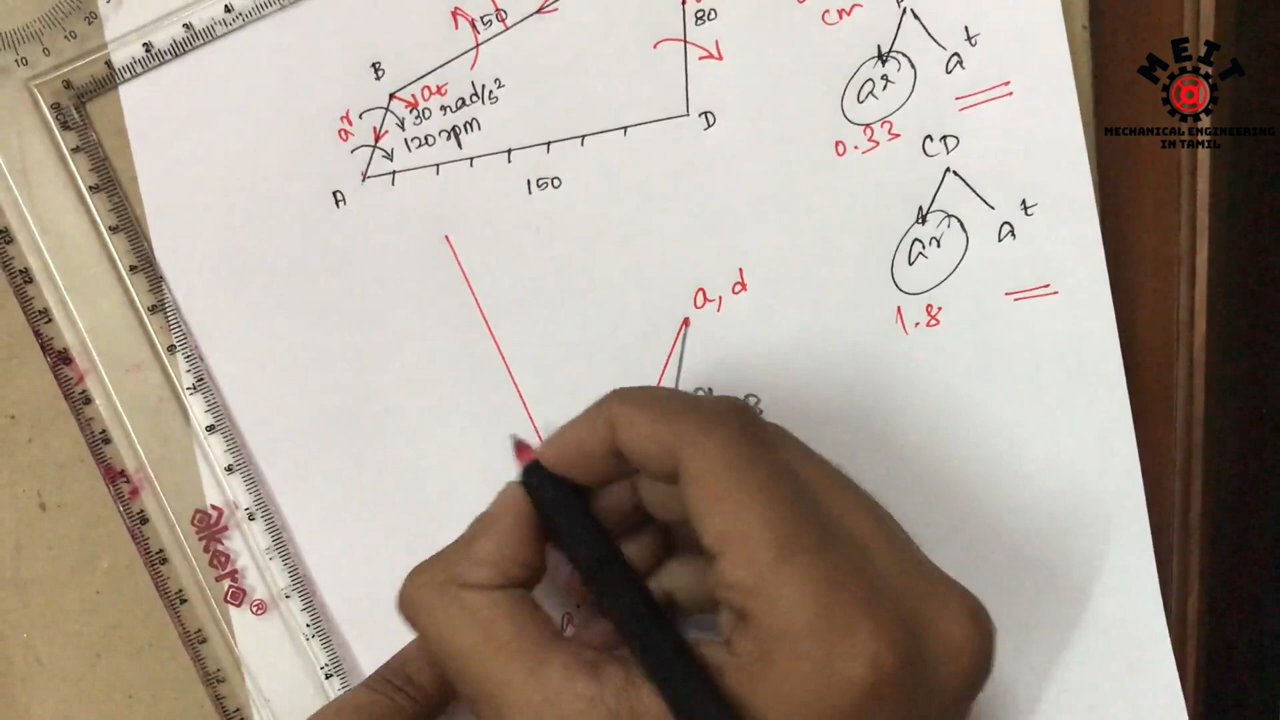 150
80
cm
B
at
ar
30 rad/s²
120 rpm
A
150
D
ar
at
0.33
CD
ar
at
1.8
a, d
akero®
MEIT
MECHANICAL ENGINEERING
IN TAMIL